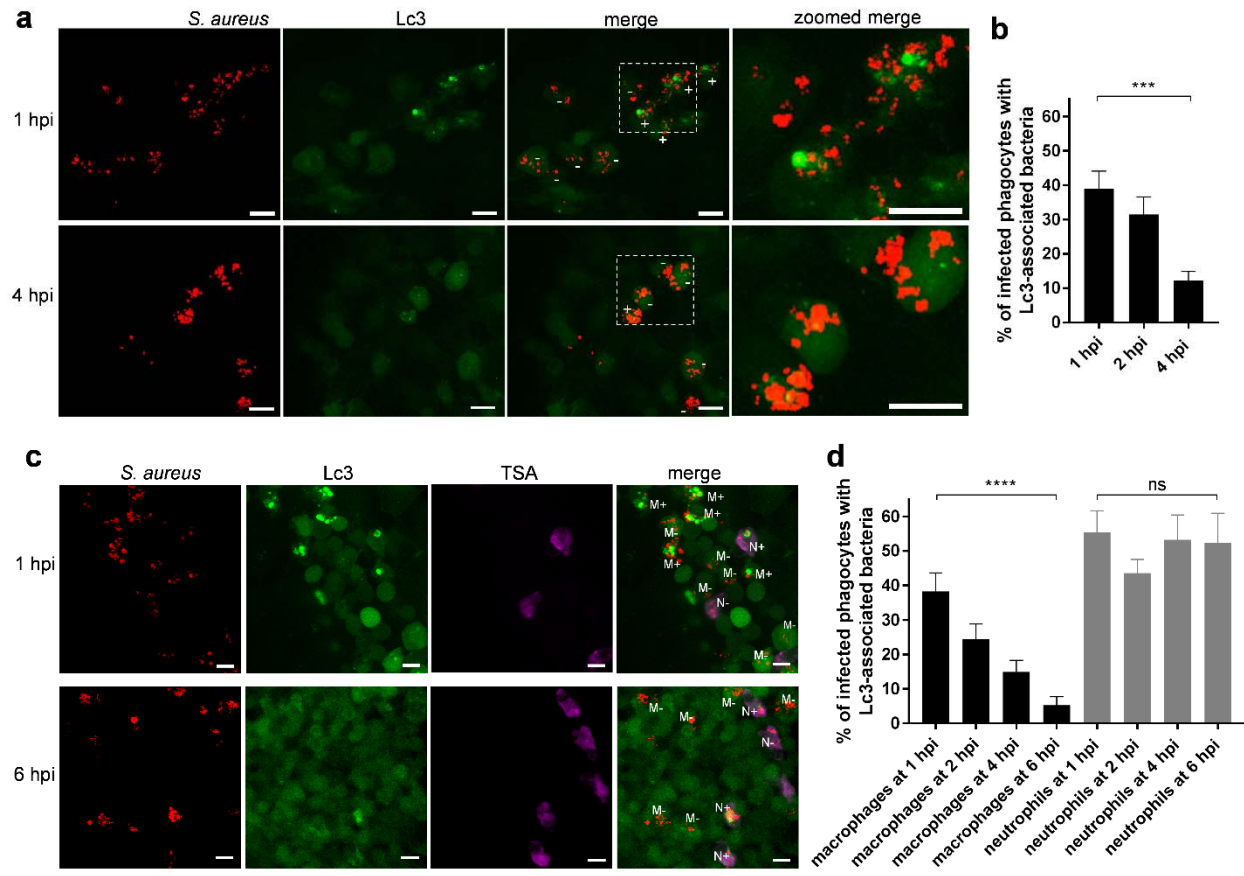 a
S. aureus Lc3 merge zoomed merge
1 hpi
- - - - - - + + + +
4 hpi
- - - + - -
b
% of infected phagocytes with
Lc3-associated bacteria
60
50
40
30
20
10
0
***
1 hpi 2 hpi 4 hpi
c
S. aureus Lc3 TSA merge
1 hpi
M+
M+
M-
N+
M+
M-
M-
M+
M-
N-
M-
M-
6 hpi
M-
M-
N+
M-
N-
M-
M-
N+
N+
d
% of infected phagocytes with
Lc3-associated bacteria
60
50
40
30
20
10
0
**** ns
macrophages at 1 hpi
macrophages at 2 hpi
macrophages at 4 hpi
macrophages at 6 hpi
neutrophils at 1 hpi
neutrophils at 2 hpi
neutrophils at 4 hpi
neutrophils at 6 hpi